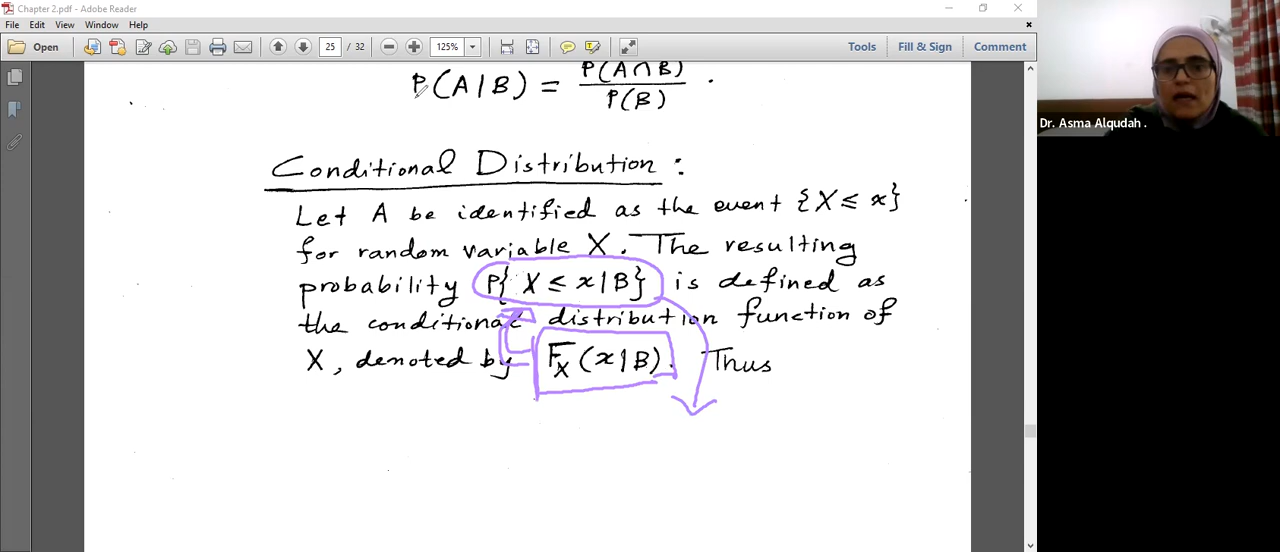 Chapter 2.pdf - Adobe Reader
File Edit View Window Help
Open 25 / 32 125% Tools Fill & Sign Comment
P(A|B) = P(A∩B) / P(B) .
Conditional Distribution :
Let A be identified as the event {X ≤ x}
for random variable X. The resulting
probability P{X ≤ x|B} is defined as
the conditional distribution function of
X, denoted by F_X(x|B). Thus
Dr. Asma Alqudah .